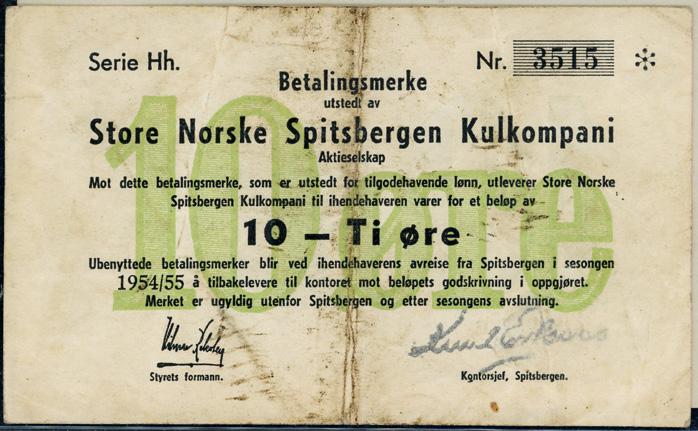 Serie Hh.
Nr. 3515 *
Betalingsmerke
utstedt av
Store Norske Spitsbergen Kulkompani
Aktieselskap
Mot dette betalingsmerke, som er utstedt for tilgodehavende lønn, utleverer Store Norske
Spitsbergen Kulkompani til ihendehaveren varer for et beløp av
10 — Ti øre
10 øre
Ubenyttede betalingsmerker blir ved ihendehaverens avreise fra Spitsbergen i sesongen
1954/55 å tilbakelevere til kontoret mot beløpets godskrivning i oppgjøret.
Merket er ugyldig utenfor Spitsbergen og etter sesongens avslutning.
Styrets formann.
Kontorsjef, Spitsbergen.